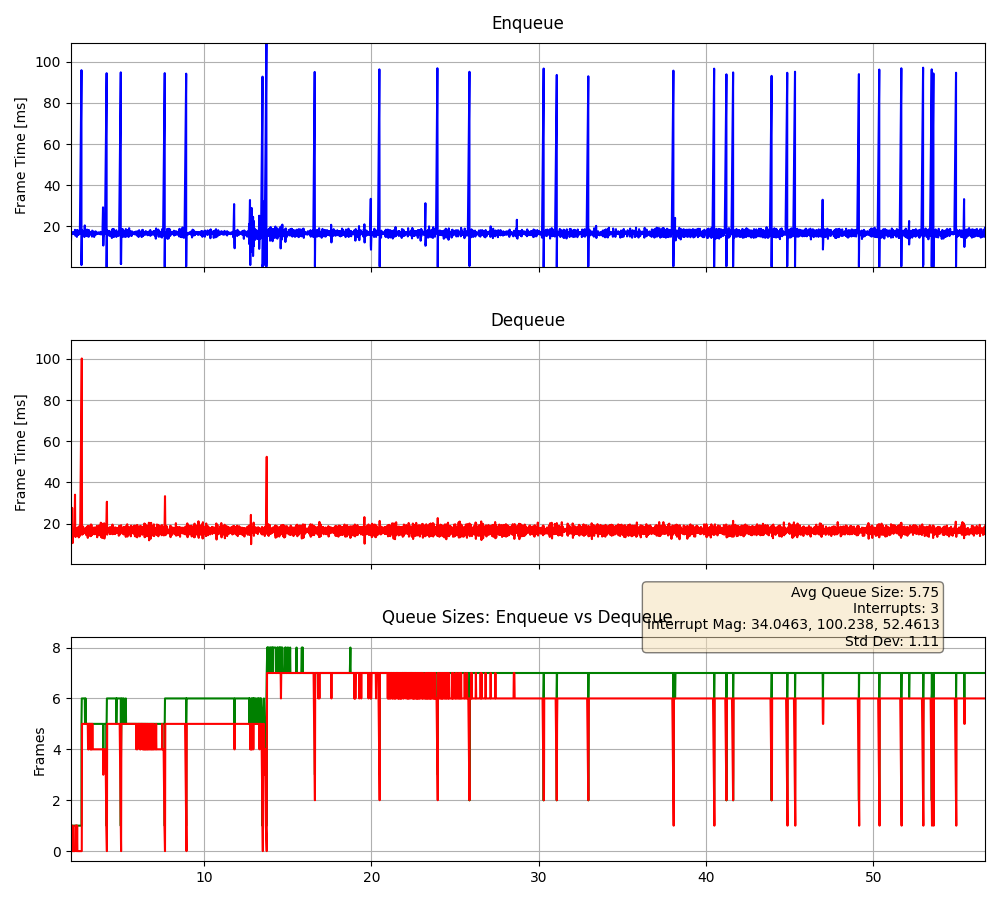 Enqueue
Frame Time [ms]
100
80
60
40
20
Dequeue
Frame Time [ms]
100
80
60
40
20
Avg Queue Size: 5.75
Interrupts: 3
Interrupt Mag: 34.0463, 100.238, 52.4613
Std Dev: 1.11
Queue Sizes: Enqueue vs Dequeue
Frames
8
6
4
2
0
10 20 30 40 50